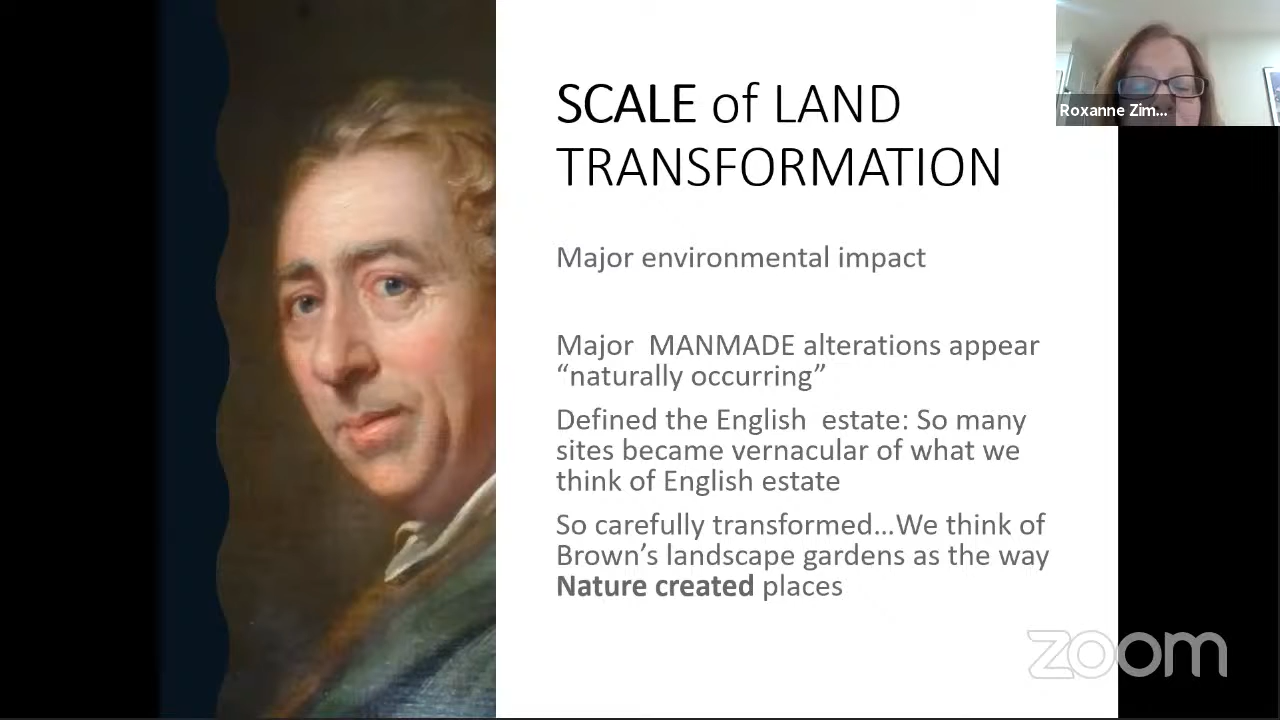 SCALE of LAND
TRANSFORMATION
Roxanne Zim...
Major environmental impact
Major  MANMADE alterations appear
“naturally occurring”
Defined the English  estate: So many
sites became vernacular of what we
think of English estate
So carefully transformed…We think of
Brown’s landscape gardens as the way
Nature created places
zoom